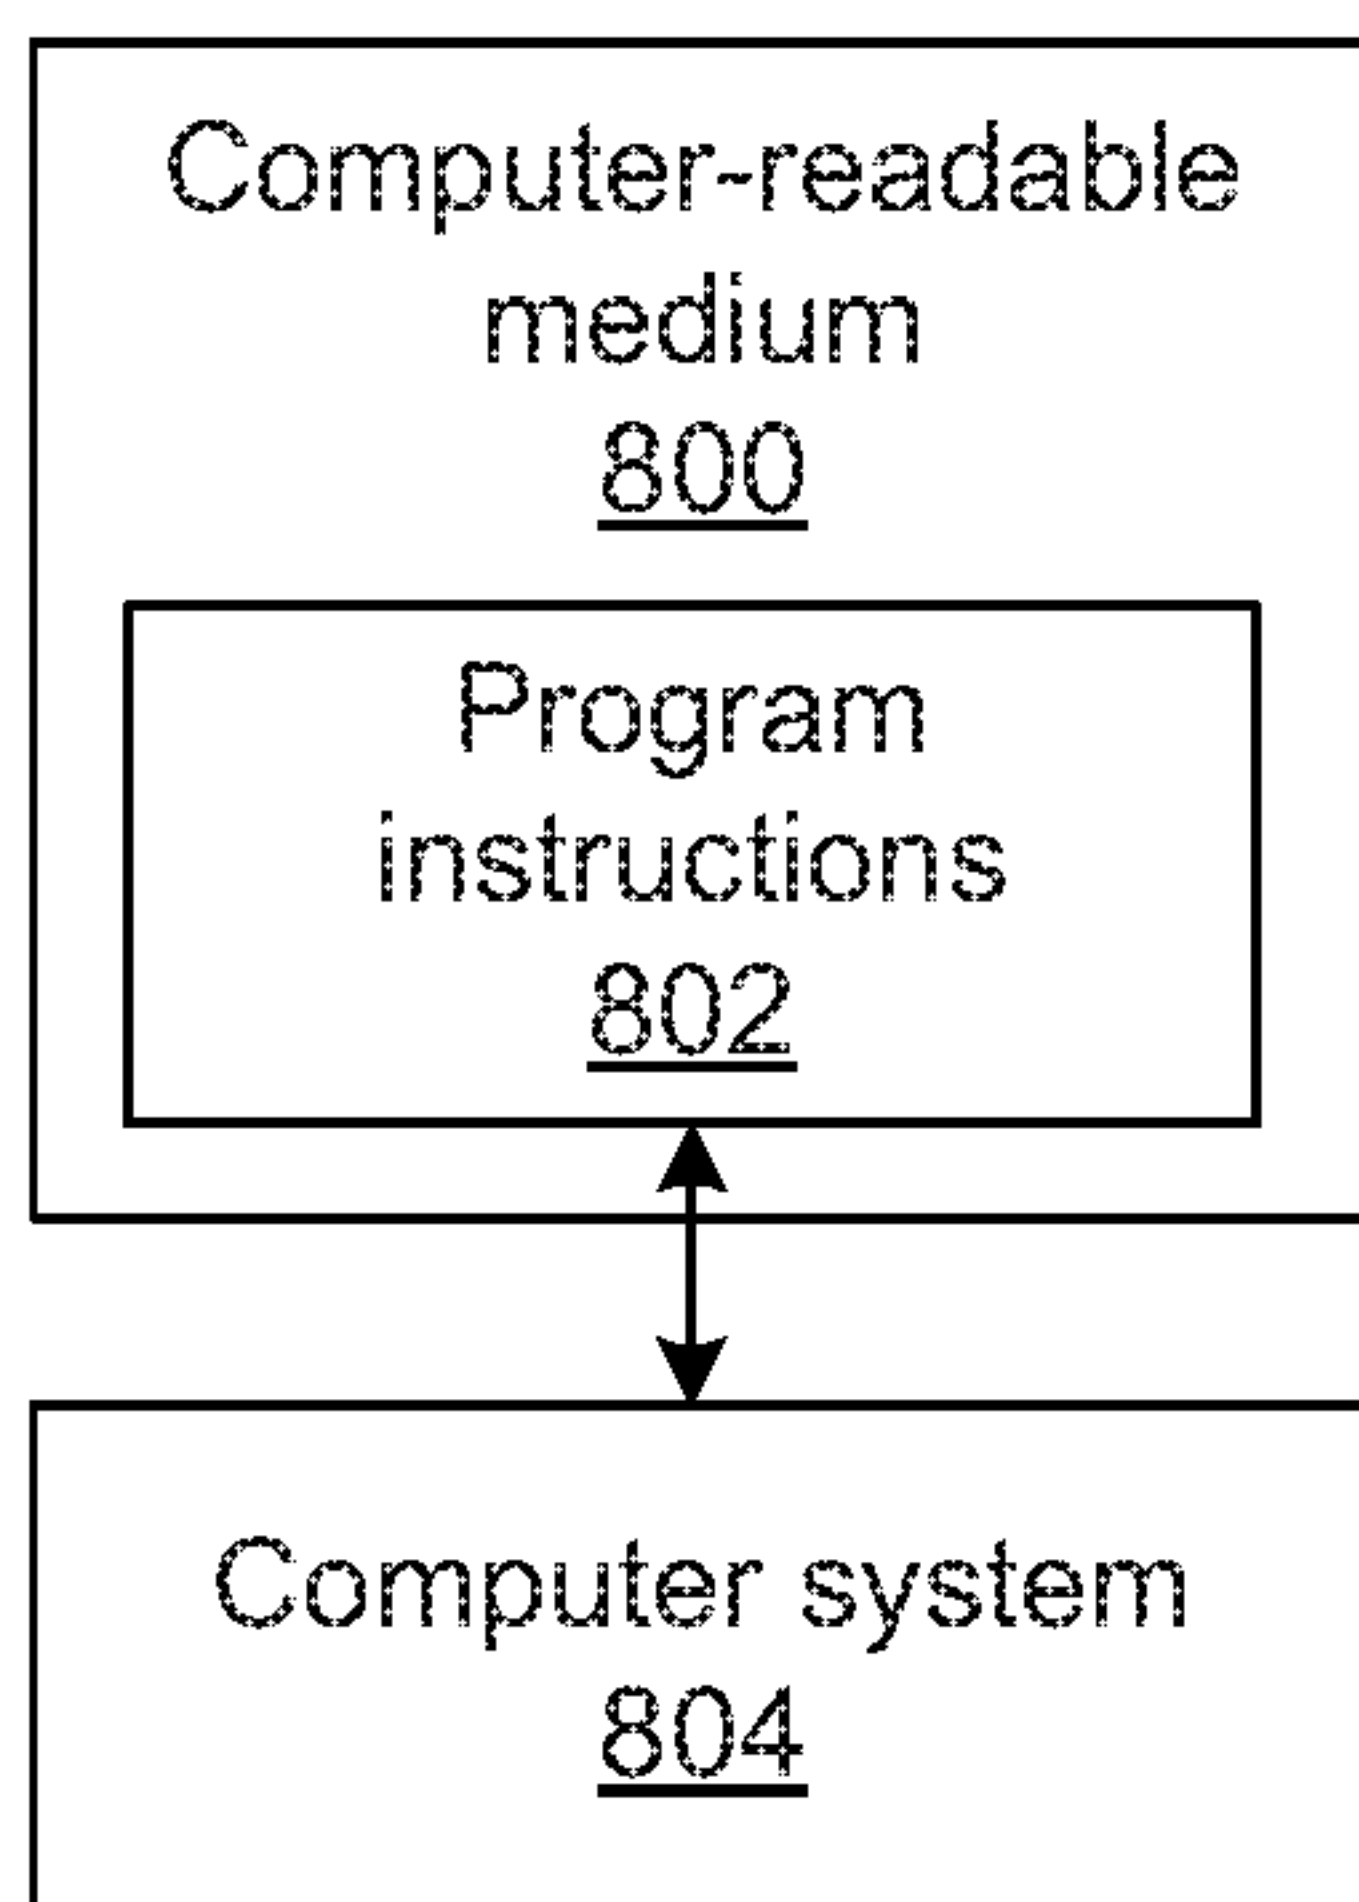 Computer-readable
medium
800
Program
instructions
802
Computer system
804